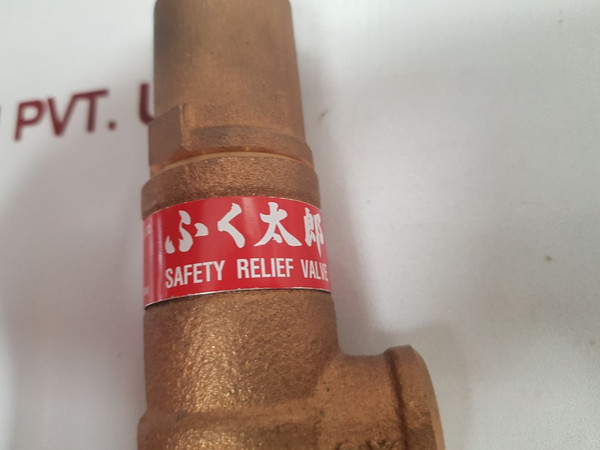 PVT.
ふく太郎
SAFETY RELIEF VALVE